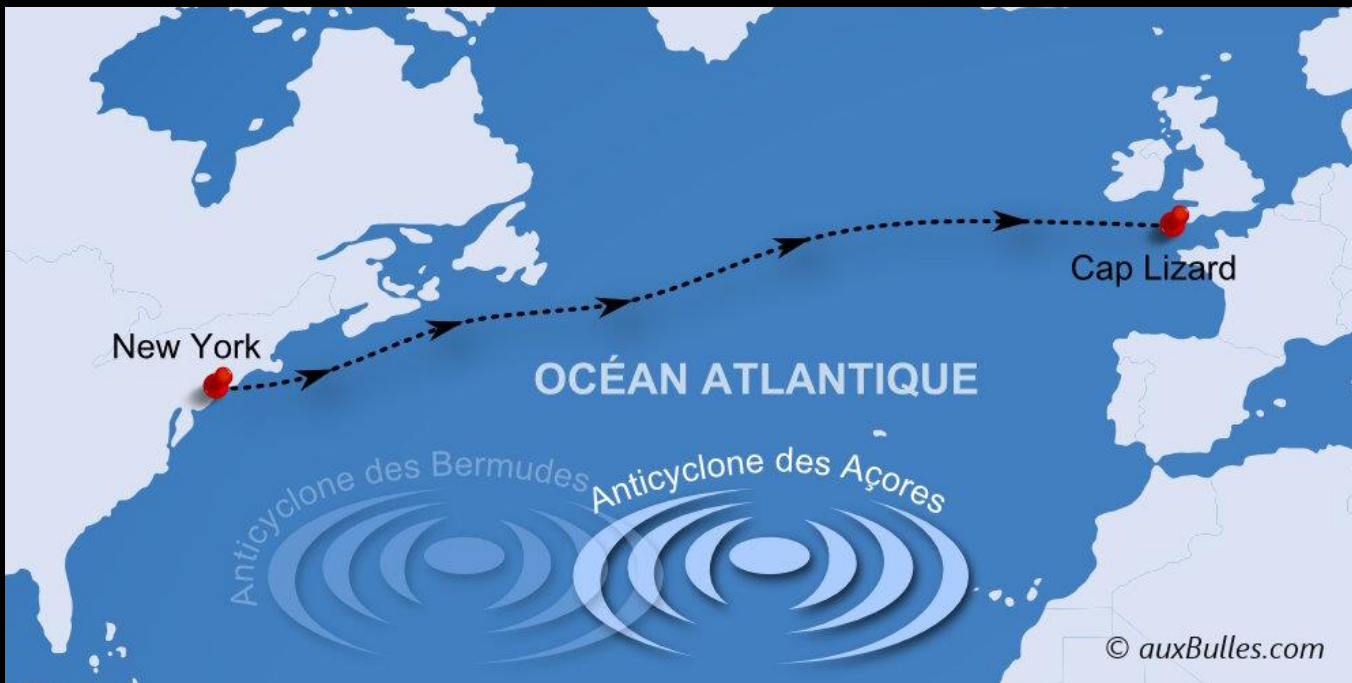 New York
Cap Lizard
OCÉAN ATLANTIQUE
Anticyclone des Bermudes
Anticyclone des Açores
© auxBulles.com